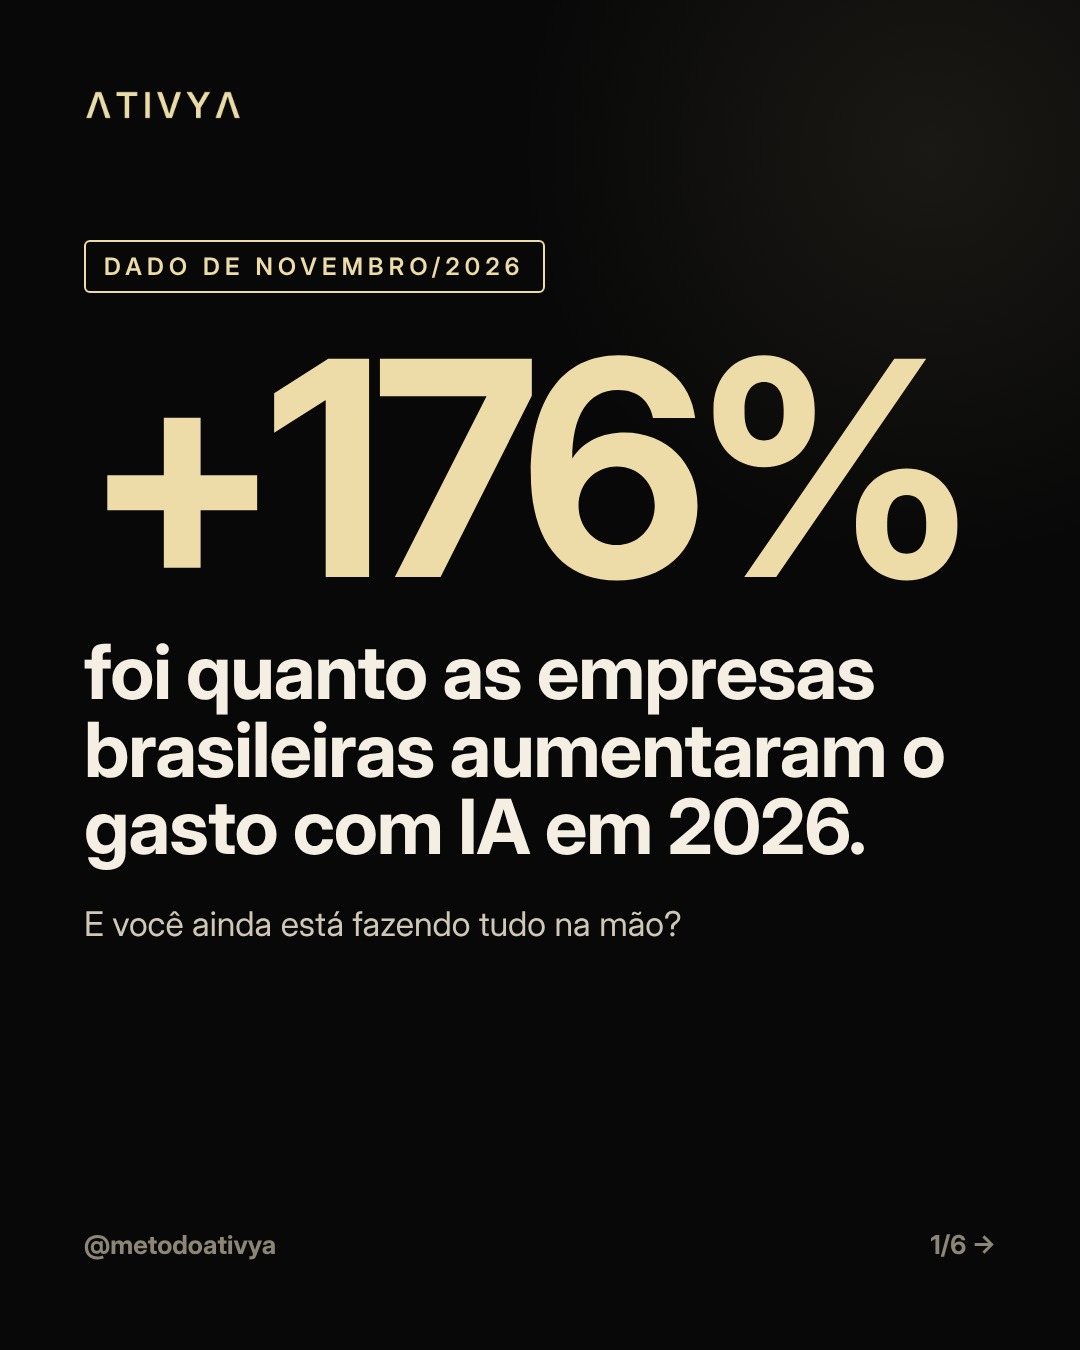 ΛTIVYΛ
DADO DE NOVEMBRO/2026
+176%
foi quanto as empresas
brasileiras aumentaram o
gasto com IA em 2026.
E você ainda está fazendo tudo na mão?
@metodoativya
1/6 →